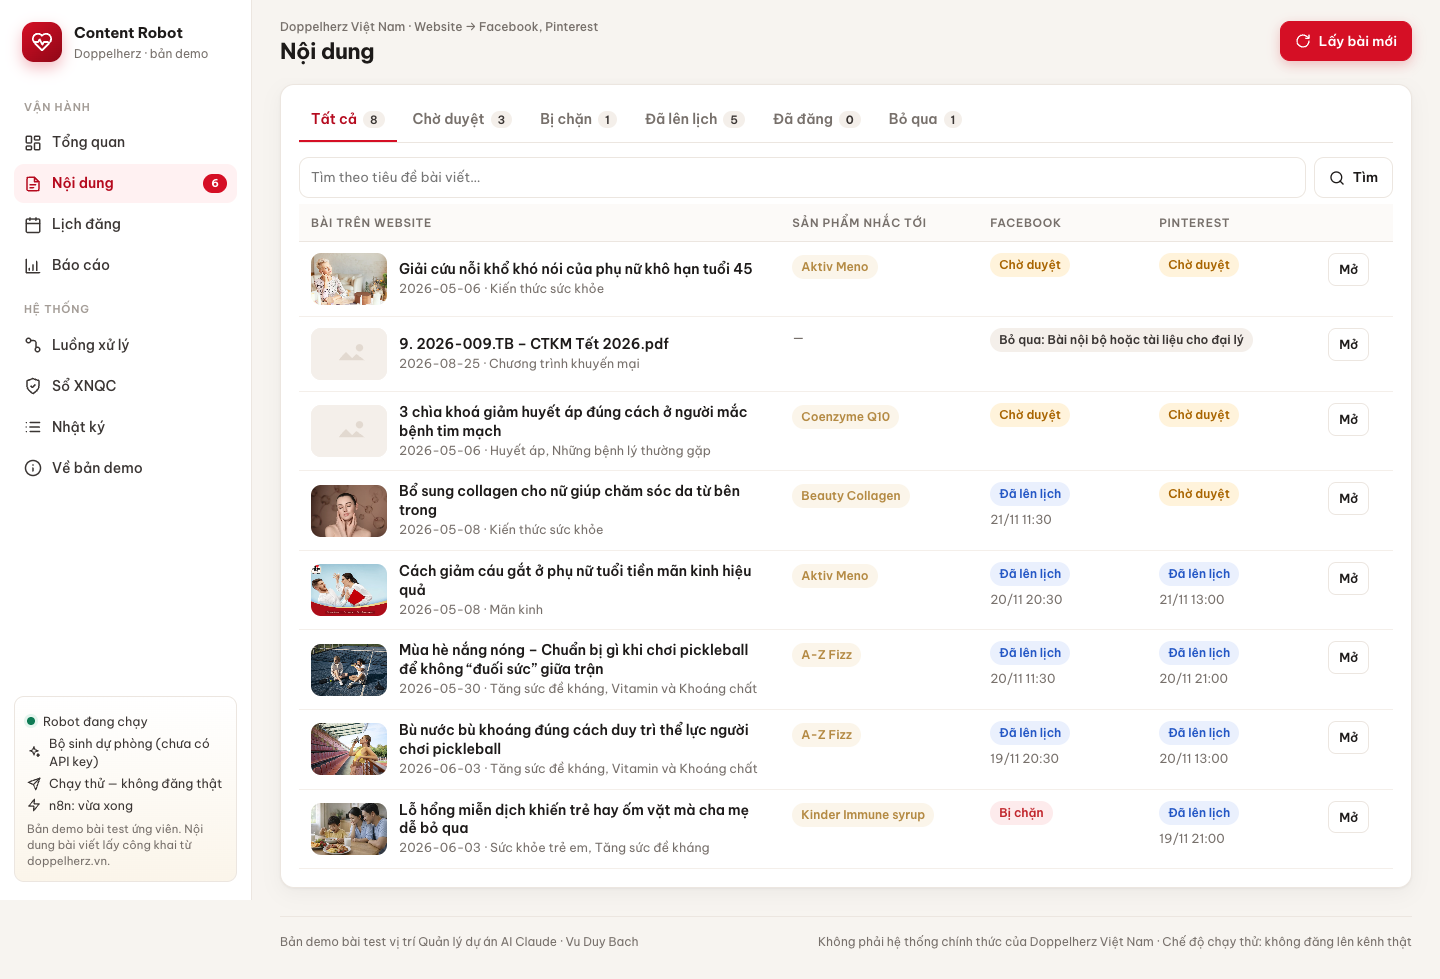 Content Robot
Doppelherz · bản demo
VẬN HÀNH
Tổng quan
Nội dung 6
Lịch đăng
Báo cáo
HỆ THỐNG
Luồng xử lý
Sổ XNQC
Nhật ký
Về bản demo
Robot đang chạy
Bộ sinh dự phòng (chưa có
API key)
Chạy thử — không đăng thật
n8n: vừa xong
Bản demo bài test ứng viên. Nội
dung bài viết lấy công khai từ
doppelherz.vn.
Doppelherz Việt Nam · Website → Facebook, Pinterest
Nội dung
Lấy bài mới
Tất cả 8 Chờ duyệt 3 Bị chặn 1 Đã lên lịch 5 Đã đăng 0 Bỏ qua 1
Tìm theo tiêu đề bài viết...
Tìm
BÀI TRÊN WEBSITE SẢN PHẨM NHẮC TỚI FACEBOOK PINTEREST
Giải cứu nỗi khổ khó nói của phụ nữ khô hạn tuổi 45
2026-05-06 · Kiến thức sức khỏe
Aktiv Meno
Chờ duyệt
Chờ duyệt
Mở
9. 2026-009.TB – CTKM Tết 2026.pdf
2026-08-25 · Chương trình khuyến mại
—
Bỏ qua: Bài nội bộ hoặc tài liệu cho đại lý
Mở
3 chìa khoá giảm huyết áp đúng cách ở người mắc
bệnh tim mạch
2026-05-06 · Huyết áp, Những bệnh lý thường gặp
Coenzyme Q10
Chờ duyệt
Chờ duyệt
Mở
Bổ sung collagen cho nữ giúp chăm sóc da từ bên
trong
2026-05-08 · Kiến thức sức khỏe
Beauty Collagen
Đã lên lịch
21/11 11:30
Chờ duyệt
Mở
Cách giảm cáu gắt ở phụ nữ tuổi tiền mãn kinh hiệu
quả
2026-05-08 · Mãn kinh
Aktiv Meno
Đã lên lịch
20/11 20:30
Đã lên lịch
21/11 13:00
Mở
Mùa hè nắng nóng – Chuẩn bị gì khi chơi pickleball
để không “đuối sức” giữa trận
2026-05-30 · Tăng sức đề kháng, Vitamin và Khoáng chất
A-Z Fizz
Đã lên lịch
20/11 11:30
Đã lên lịch
20/11 21:00
Mở
Bù nước bù khoáng đúng cách duy trì thể lực người
chơi pickleball
2026-06-03 · Tăng sức đề kháng, Vitamin và Khoáng chất
A-Z Fizz
Đã lên lịch
19/11 20:30
Đã lên lịch
20/11 13:00
Mở
Lỗ hổng miễn dịch khiến trẻ hay ốm vặt mà cha mẹ
dễ bỏ qua
2026-06-03 · Sức khỏe trẻ em, Tăng sức đề kháng
Kinder Immune syrup
Bị chặn
Đã lên lịch
19/11 21:00
Mở
Bản demo bài test vị trí Quản lý dự án AI Claude · Vu Duy Bach
Không phải hệ thống chính thức của Doppelherz Việt Nam · Chế độ chạy thử: không đăng lên kênh thật